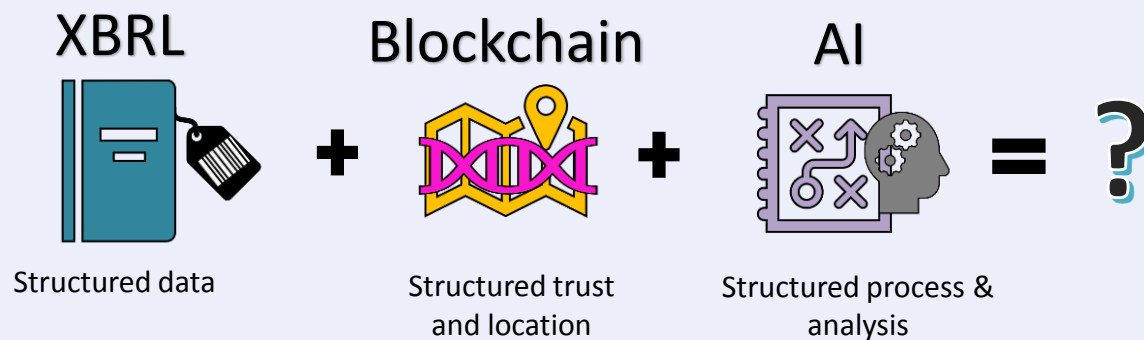 XBRL
Blockchain
AI
+
+
=
?
Structured data
Structured trust
and location
Structured process &
analysis